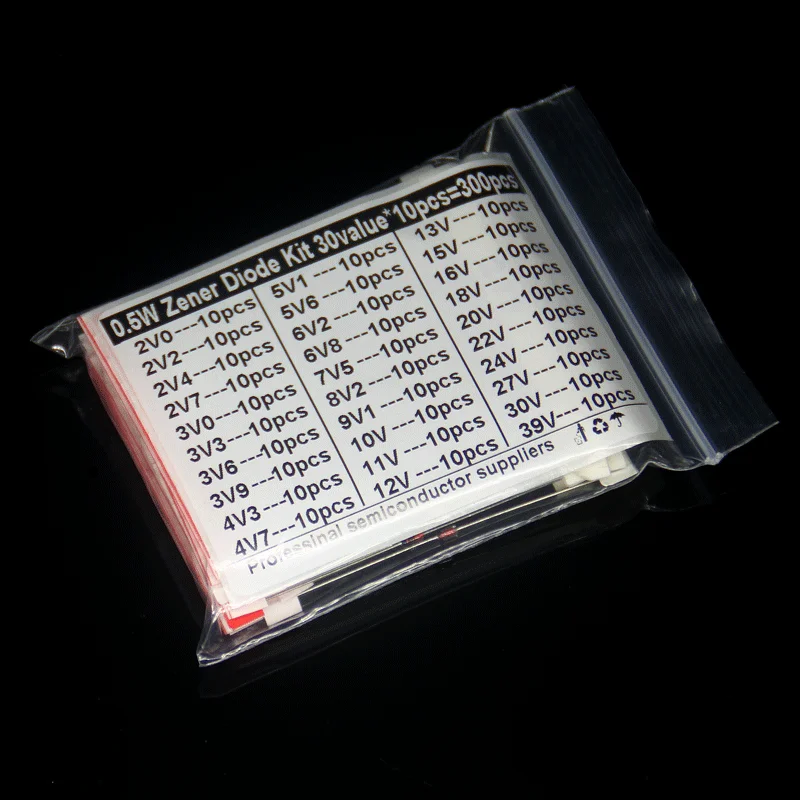 0.5W Zener Diode Kit 30value*10pcs=300pcs
2V0---10pcs
2V2---10pcs
2V4---10pcs
2V7---10pcs
3V0---10pcs
3V3---10pcs
3V6---10pcs
3V9---10pcs
4V3---10pcs
4V7---10pcs
5V1 ---10pcs
5V6 ---10pcs
6V2 ---10pcs
6V8 ---10pcs
7V5 ---10pcs
8V2 ---10pcs
9V1 ---10pcs
10V ---10pcs
11V ---10pcs
12V ---10pcs
13V---10pcs
15V---10pcs
16V---10pcs
18V---10pcs
20V---10pcs
22V---10pcs
24V---10pcs
27V---10pcs
30V---10pcs
39V---10pcs
Professinal semiconductor suppliers